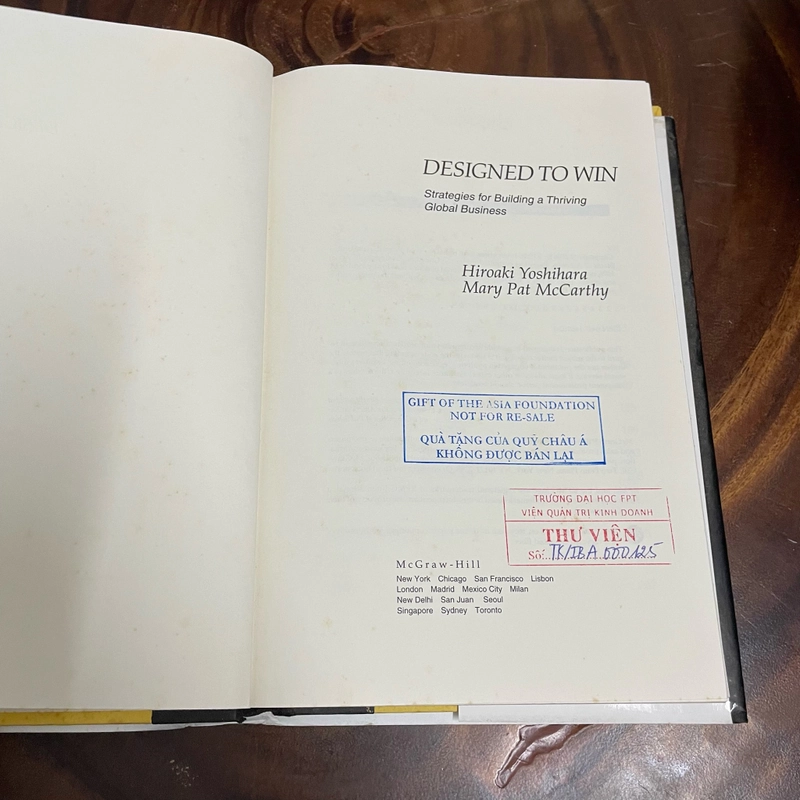 DESIGNED TO WIN
Strategies for Building a Thriving
Global Business
Hiroaki Yoshihara
Mary Pat McCarthy
GIFT OF THE ASIA FOUNDATION
NOT FOR RE-SALE
QUÀ TẶNG CỦA QUỸ CHÂU Á
KHÔNG ĐƯỢC BÁN LẠI
TRƯỜNG ĐẠI HỌC FPT
VIỆN QUẢN TRỊ KINH DOANH
THƯ VIỆN
Số: TK/IBA 000125
McGraw-Hill
New York Chicago San Francisco Lisbon
London Madrid Mexico City Milan
New Delhi San Juan Seoul
Singapore Sydney Toronto